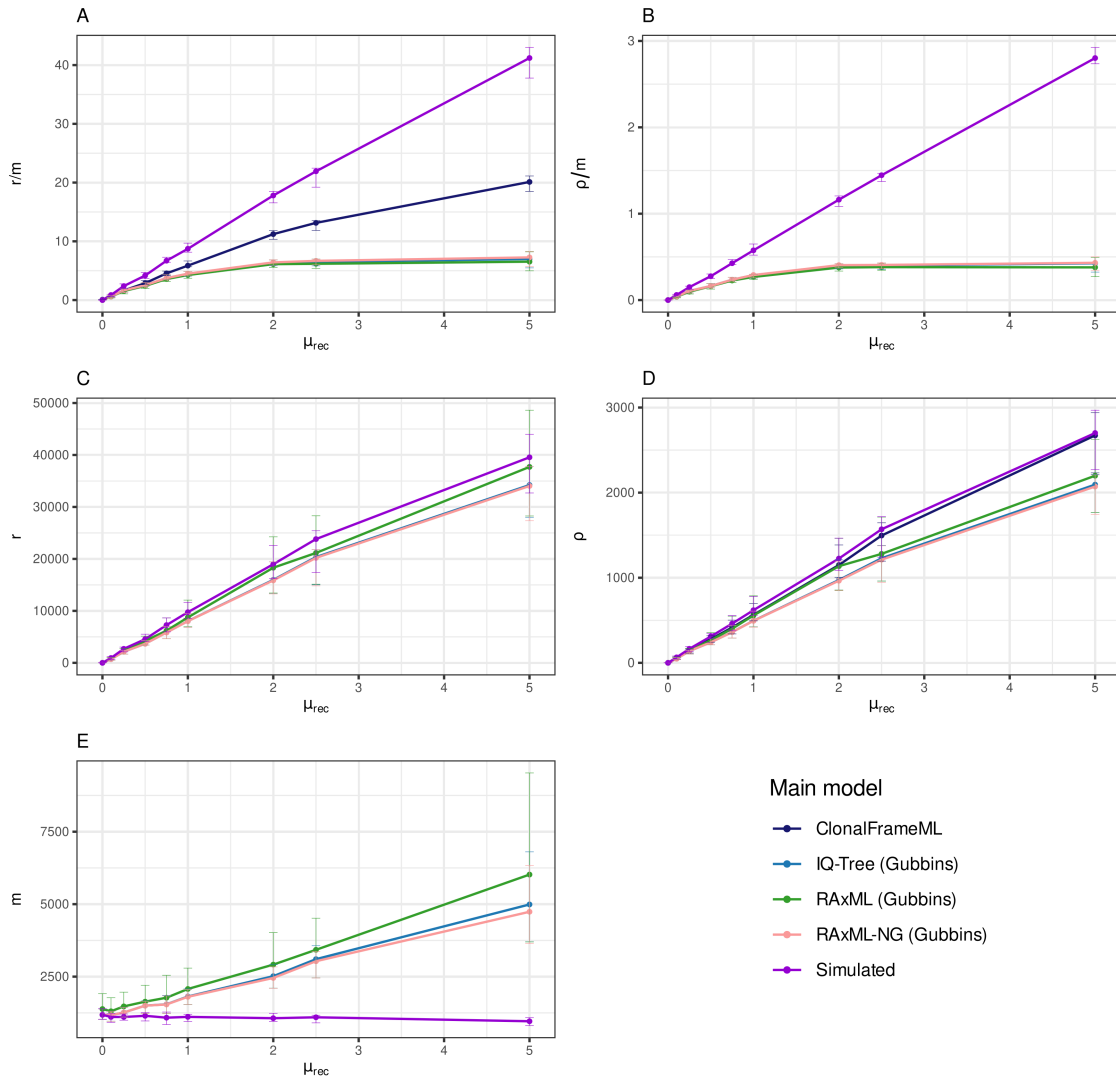 A
r/m
40
30
20
10
0
0 1 2 3 4 5
μrec
B
ρ/m
3
2
1
0
0 1 2 3 4 5
μrec
C
r
50000
40000
30000
20000
10000
0
0 1 2 3 4 5
μrec
D
ρ
3000
2000
1000
0
0 1 2 3 4 5
μrec
E
m
7500
5000
2500
0 1 2 3 4 5
μrec
Main model
ClonalFrameML
IQ-Tree (Gubbins)
RAxML (Gubbins)
RAxML-NG (Gubbins)
Simulated